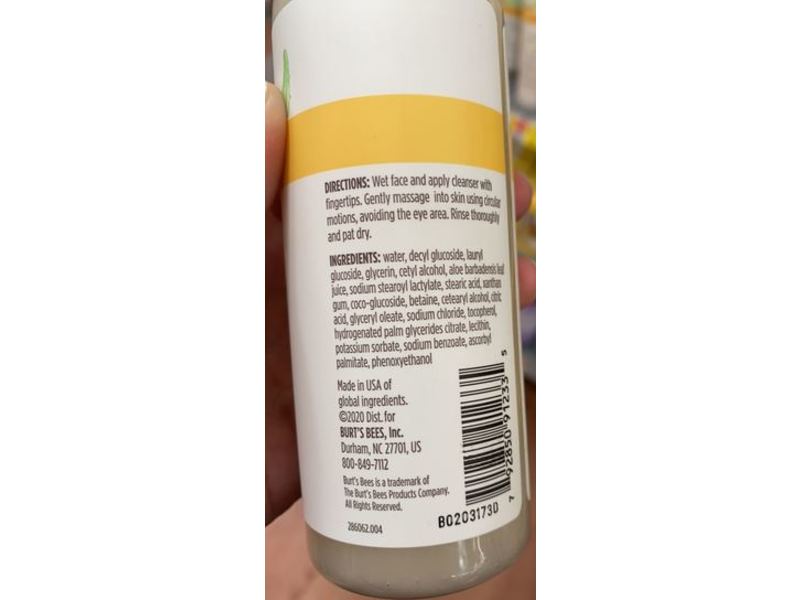 DIRECTIONS: Wet face and apply cleanser with
fingertips. Gently massage into skin using circular
motions, avoiding the eye area. Rinse thoroughly
and pat dry.
INGREDIENTS: water, decyl glucoside, lauryl
glucoside, glycerin, cetyl alcohol, aloe barbadensis leaf
juice, sodium stearoyl lactylate, stearic acid, xanthan
gum, coco-glucoside, betaine, cetearyl alcohol, citric
acid, glyceryl oleate, sodium chloride, tocopherol,
hydrogenated palm glycerides citrate, lecithin,
potassium sorbate, sodium benzoate, ascorbyl
palmitate, phenoxyethanol
Made in USA of
global ingredients.
©2020 Dist. for
BURT'S BEES, Inc.
Durham, NC 27701, US
800-849-7112
Burt's Bees is a trademark of
The Burt's Bees Products Company.
All Rights Reserved.
286062.004
7 92850 91233 5
B0203173D